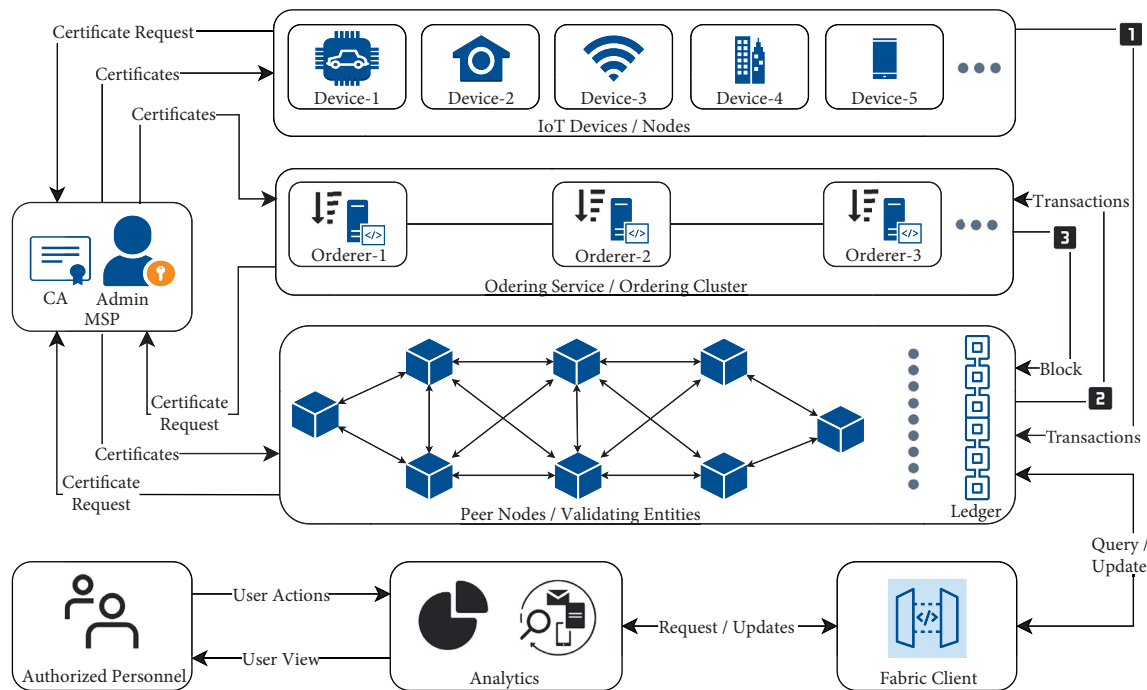 Certificate Request
1
Certificates
Device-1
Device-2
Device-3
Device-4
Device-5
IoT Devices / Nodes
Certificates
Transactions
3
Orderer-1
Orderer-2
Orderer-3
Odering Service / Ordering Cluster
CA
Admin
MSP
Block
2
Certificate
Request
Transactions
Certificates
Certificate
Request
Peer Nodes / Validating Entities
Ledger
Query /
Update
User Actions
Request / Updates
User View
Authorized Personnel
Analytics
</>
Fabric Client
</>
</>
</>